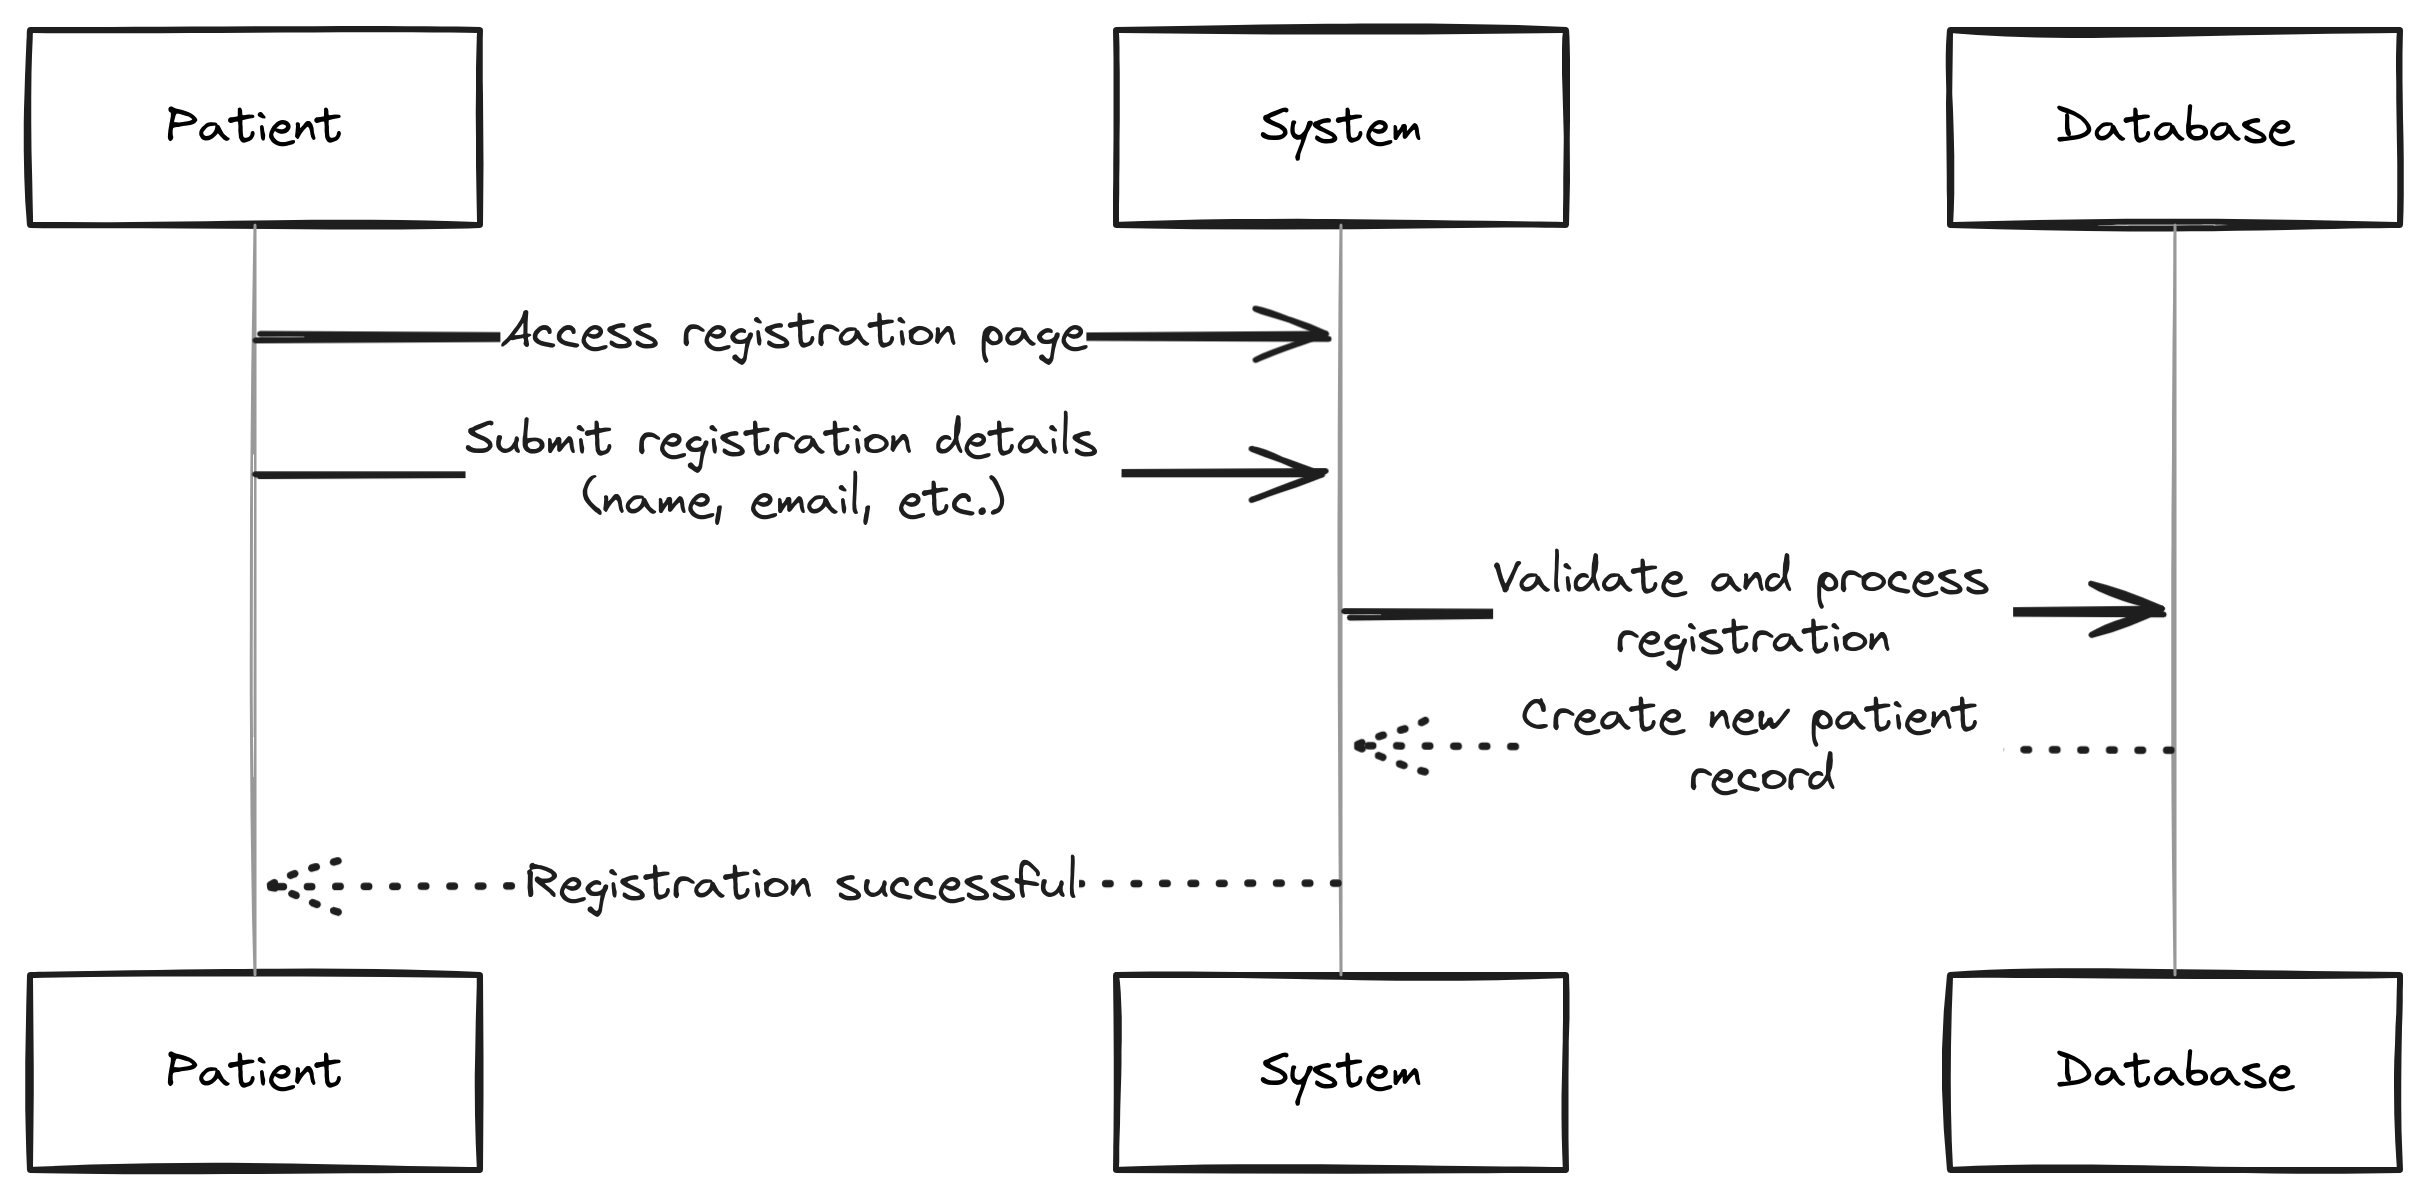 Patient
System
Database
Access registration page
Submit registration details
(name, email, etc.)
Validate and process
registration
Create new patient
record
Registration successful
Patient
System
Database